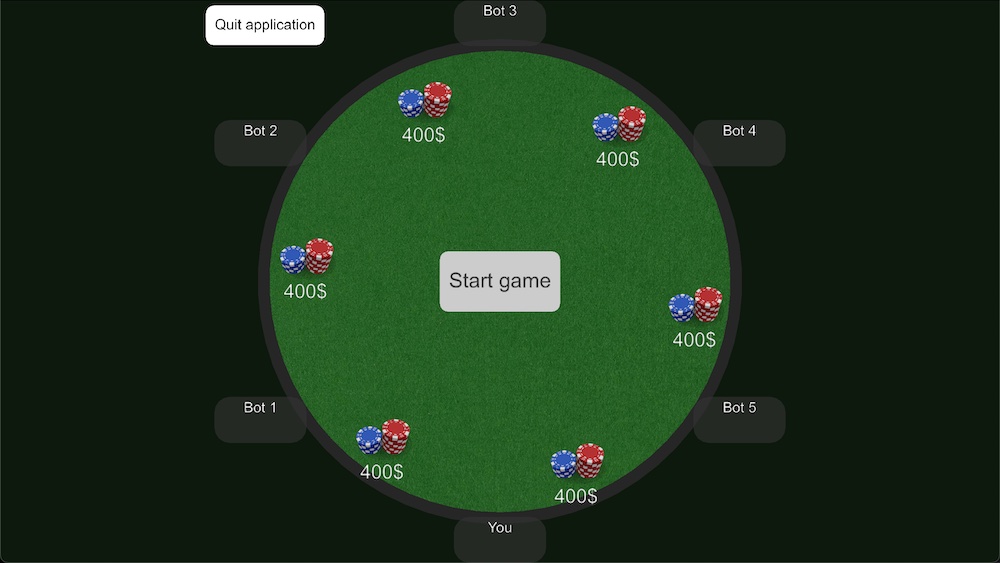 Quit application
Bot 3
Bot 2
400$
400$
Bot 4
400$
Start game
400$
Bot 1
400$
400$
Bot 5
You